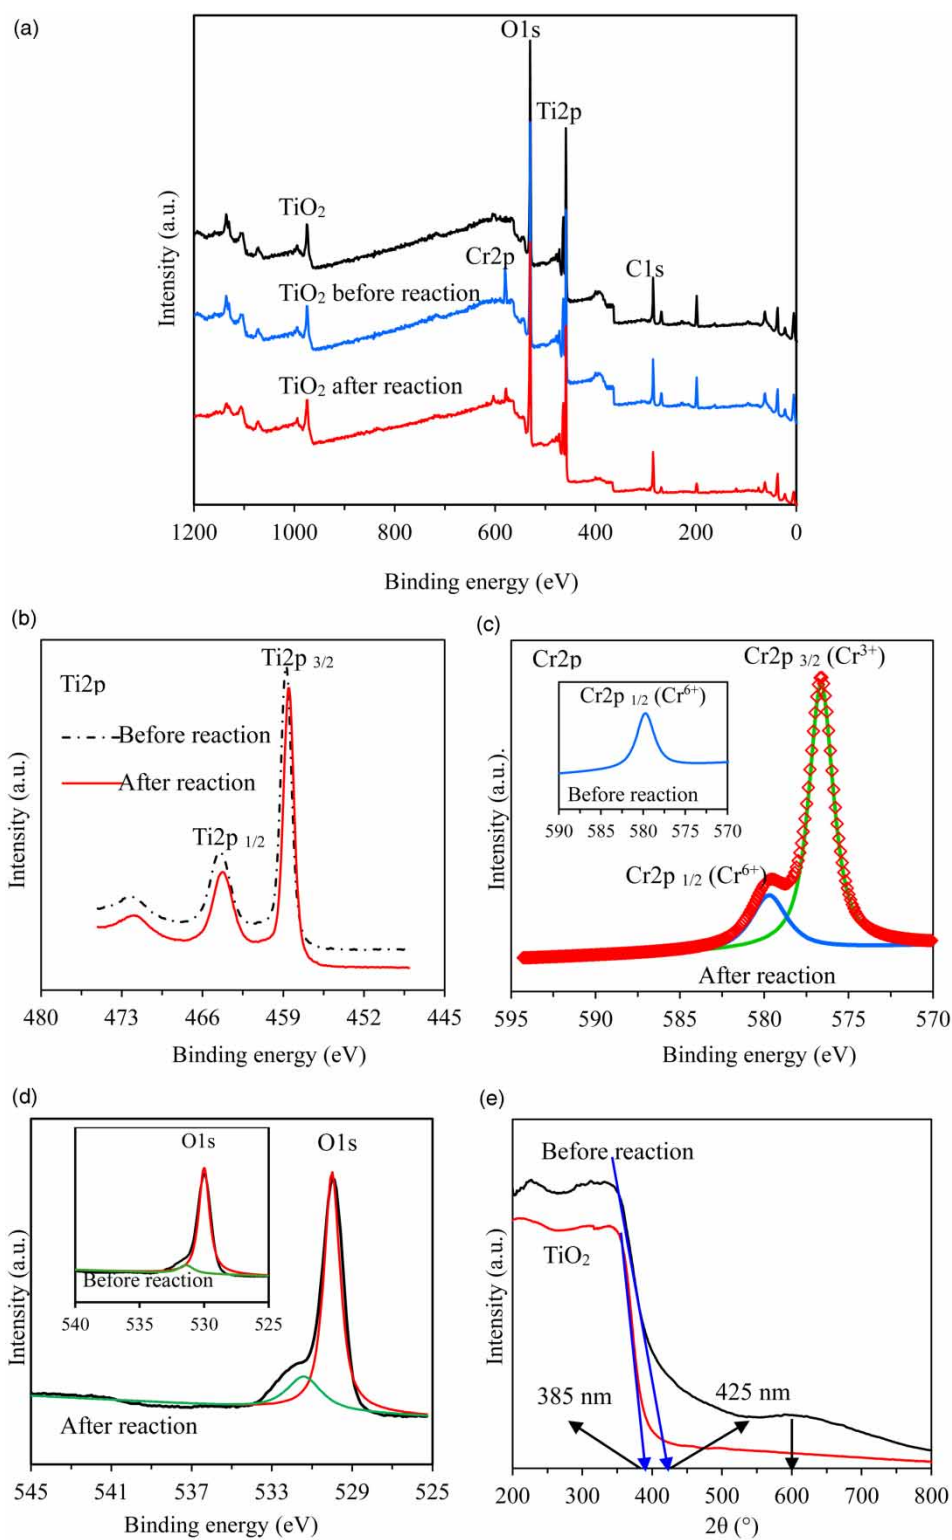 (a)
O1s
Ti2p
TiO2
Cr2p
C1s
TiO2 before reaction
TiO2 after reaction
Intensity (a.u.)
1200 1000 800 600 400 200 0
Binding energy (eV)
(b)
Ti2p
Ti2p 3/2
Before reaction
After reaction
Ti2p 1/2
Intensity (a.u.)
480 473 466 459 452 445
Binding energy (eV)
(c)
Cr2p
Cr2p 3/2 (Cr3+)
Cr2p 1/2 (Cr6+)
Before reaction
590 585 580 575 570
Cr2p 1/2 (Cr6+)
After reaction
Intensity (a.u.).
595 590 585 580 575 570
Binding energy (eV)
(d)
O1s
O1s
Before reaction
540 535 530 525
After reaction
Intensity (a.u.)
545 541 537 533 529 525
Binding energy (eV)
(e)
Before reaction
TiO2
385 nm
425 nm
Intensity (a.u.)
200 300 400 500 600 700 800
2θ (°)